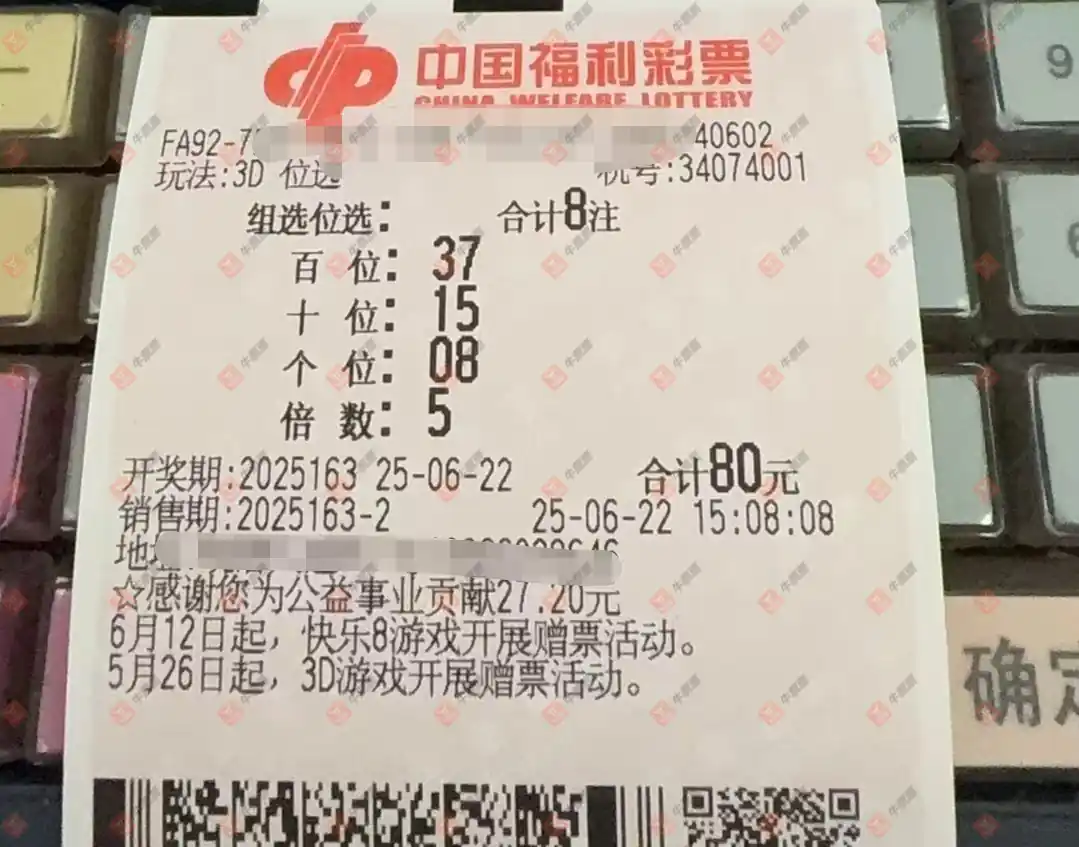 中国福利彩票
CHINA WELFARE LOTTERY
FA92-7 40602
玩法:3D 位选 机号:34074001
组选位选: 合计8注
百 位: 37
十 位: 15
个 位: 08
倍 数: 5
开奖期:2025163 25-06-22 合计80元
销售期:2025163-2 25-06-22 15:08:08
地址
☆感谢您为公益事业贡献27.20元
6月12日起，快乐8游戏开展赠票活动。
5月26日起，3D游戏开展赠票活动。
9
6
确定